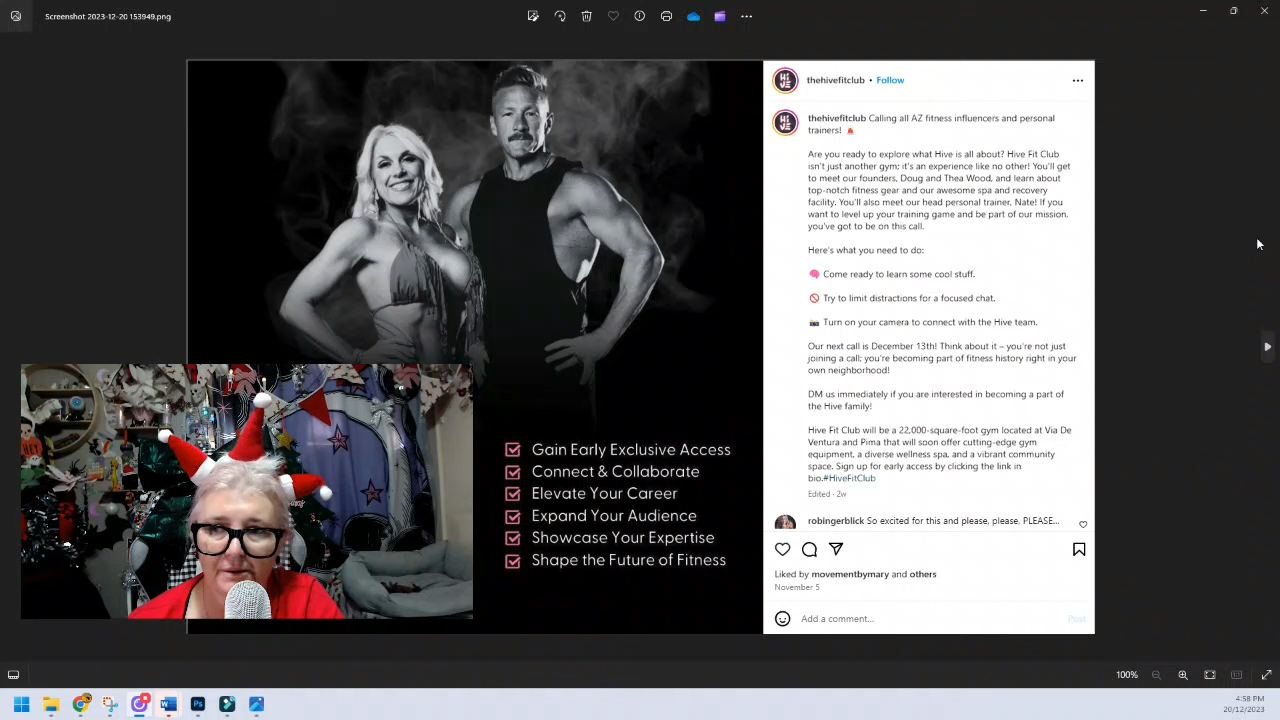 Screenshot 2023-12-20 153949.png
thehivefitclub • Follow
thehivefitclub Calling all AZ fitness influencers and personal
trainers! 🚨
Are you ready to explore what Hive is all about? Hive Fit Club
isn't just another gym; it's an experience like no other! You'll get
to meet our founders, Doug and Thea Wood, and learn about
top-notch fitness gear and our awesome spa and recovery
facility. You'll also meet our head personal trainer, Nate! If you
want to level up your training game and be part of our mission,
you've got to be on this call.
Here's what you need to do:
🧠 Come ready to learn some cool stuff.
🚫 Try to limit distractions for a focused chat.
📸 Turn on your camera to connect with the Hive team.
Our next call is December 13th! Think about it – you're not just
joining a call; you're becoming part of fitness history right in your
own neighborhood!
DM us immediately if you are interested in becoming a part of
the Hive family!
Hive Fit Club will be a 22,000-square-foot gym located at Via De
Ventura and Pima that will soon offer cutting-edge gym
equipment, a diverse wellness spa, and a vibrant community
space. Sign up for early access by clicking the link in
bio.#HiveFitClub
Edited · 2w
robingerblick So excited for this and please, please, PLEASE...
Liked by movementbymary and others
November 5
Add a comment...
Post
Gain Early Exclusive Access
Connect & Collaborate
Elevate Your Career
Expand Your Audience
Showcase Your Expertise
Shape the Future of Fitness
HIVE
HIVE
100%
4:58 PM
20/12/2023